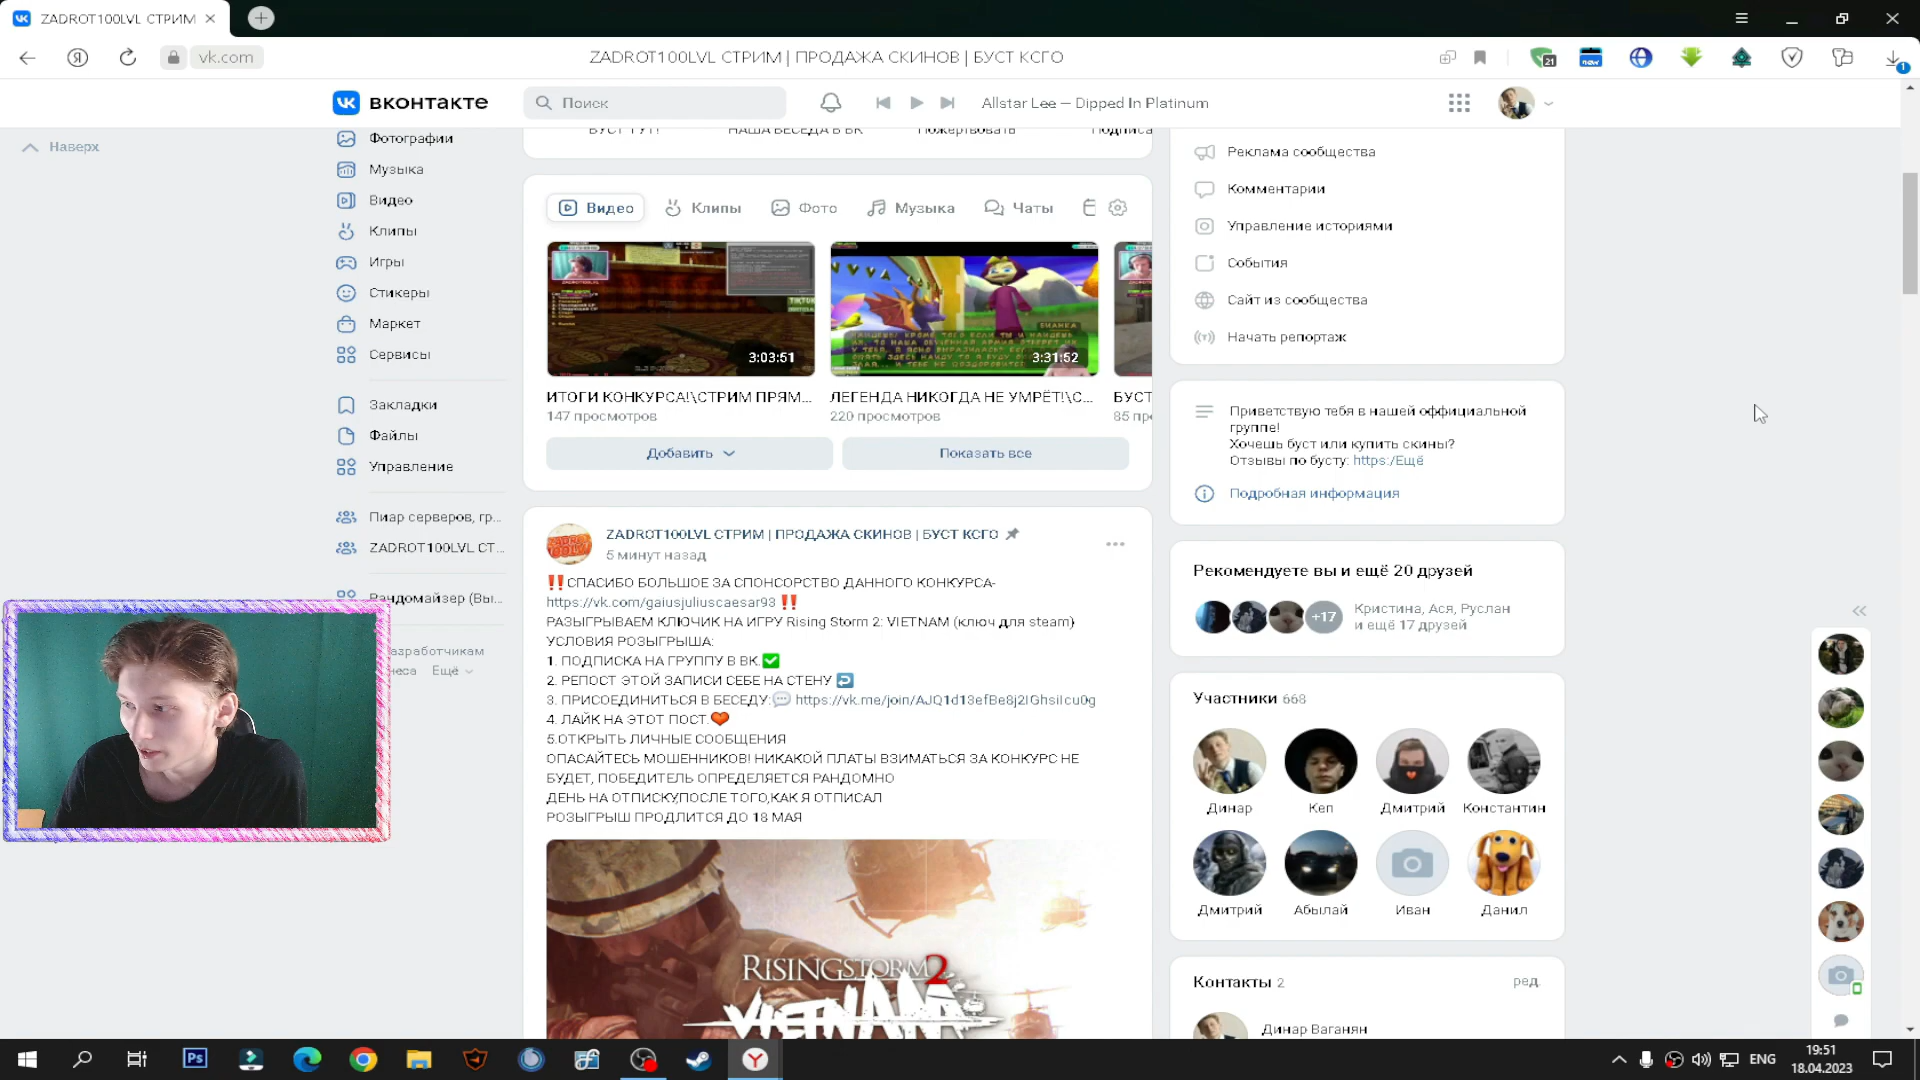 ZADROT100LVL СТРИМ
vk.com
ZADROT100LVL СТРИМ | ПРОДАЖА СКИНОВ | БУСТ КСГО
21
new
1
вконтакте
Поиск
Allstar Lee – Dipped In Platinum
Наверх
Фотографии
Музыка
Видео
Клипы
Игры
Стикеры
Маркет
Сервисы
Закладки
Файлы
Управление
Пиар серверов, гр...
ZADROT100LVL СТ...
Рандомайзер (Вы...
Ещё
БУСТ ТУТ!
НАША БЕСЕДА В ВК
Пожертвовать
Видео
Клипы
Фото
Музыка
Чаты
3:03:51
3:31:52
ИТОГИ КОНКУРСА!\СТРИМ ПРЯМ...
147 просмотров
ЛЕГЕНДА НИКОГДА НЕ УМРЁТ!\С...
220 просмотров
Добавить
Показать все
ZADROT100LVL СТРИМ | ПРОДАЖА СКИНОВ | БУСТ КСГО
5 минут назад
‼СПАСИБО БОЛЬШОЕ ЗА СПОНСОРСТВО ДАННОГО КОНКУРСА-
https://vk.com/gaiusjuliuscaesar93 ‼
РАЗЫГРЫВАЕМ КЛЮЧИК НА ИГРУ Rising Storm 2: VIETNAM (ключ для steam)
УСЛОВИЯ РОЗЫГРЫША:
1. ПОДПИСКА НА ГРУППУ В ВК.✅
2. РЕПОСТ ЭТОЙ ЗАПИСИ СЕБЕ НА СТЕНУ ↩
3. ПРИСОЕДИНИТЬСЯ В БЕСЕДУ:💬 https://vk.me/join/AJQ1d13efBe8j2IGhsiIcu0g
4. ЛАЙК НА ЭТОТ ПОСТ.❤
5.ОТКРЫТЬ ЛИЧНЫЕ СООБЩЕНИЯ
ОПАСАЙТЕСЬ МОШЕННИКОВ! НИКАКОЙ ПЛАТЫ ВЗИМАТЬСЯ ЗА КОНКУРС НЕ
БУДЕТ, ПОБЕДИТЕЛЬ ОПРЕДЕЛЯЕТСЯ РАНДОМНО
ДЕНЬ НА ОТПИСКУ,ПОСЛЕ ТОГО,КАК Я ОТПИСАЛ
РОЗЫГРЫШ ПРОДЛИТСЯ ДО 18 МАЯ
RISING STORM 2
VIETNAM
Реклама сообщества
Комментарии
Управление историями
События
Сайт из сообщества
Начать репортаж
Приветствую тебя в нашей оффициальной
группе!
Хочешь буст или купить скины?
Отзывы по бусту: https:/Ещё
Подробная информация
Рекомендуете вы и ещё 20 друзей
+17
Кристина, Ася, Руслан
и ещё 17 друзей
Участники 668
Динар
Кеп
Дмитрий
Константин
Дмитрий
Абылай
Иван
Данил
Контакты 2
ред.
Динар Ваганян
Ps
ENG
19:51
18.04.2023